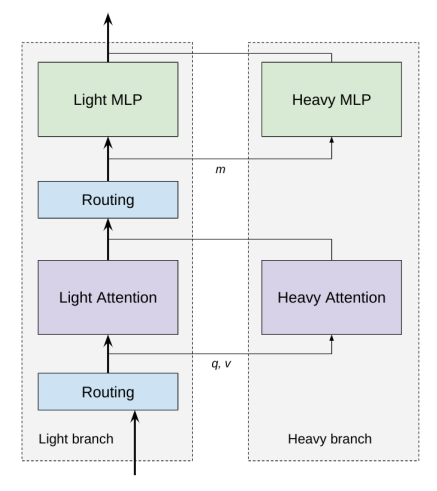 Light MLP
Heavy MLP
m
Routing
Light Attention
Heavy Attention
q, v
Routing
Light branch
Heavy branch